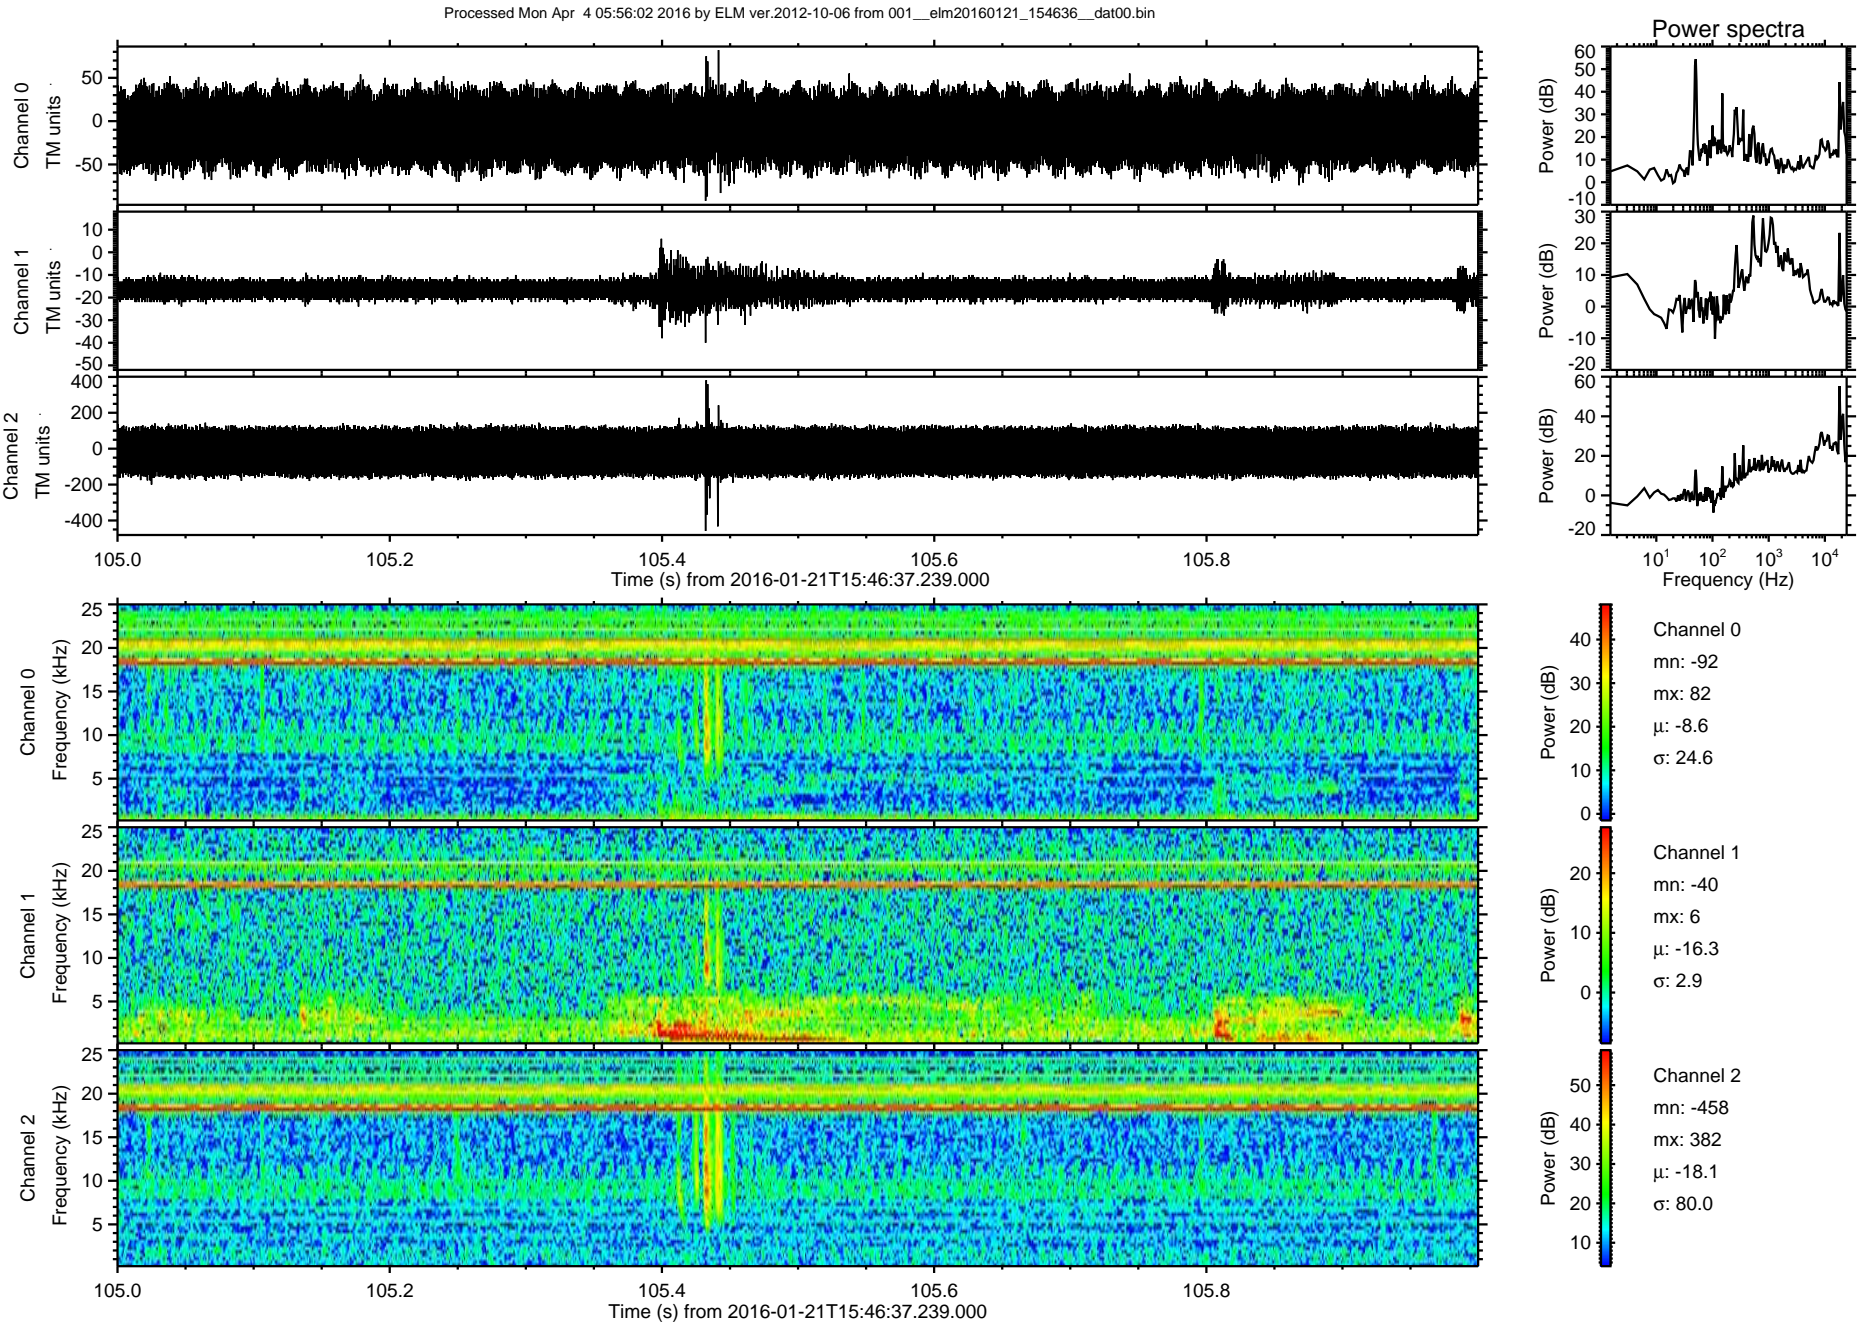 Processed Mon Apr  4 05:56:02 2016 by ELM ver.2012-10-06 from 001__elm20160121_154636__dat00.bin
Power spectra
Channel 0
TM units
50
0
-50
Power (dB)
60
50
40
30
20
10
0
-10
Channel 1
TM units
10
0
-10
-20
-30
-40
-50
Power (dB)
30
20
10
0
-10
-20
Channel 2
TM units
400
200
0
-200
-400
Power (dB)
60
40
20
0
-20
105.0 105.2 105.4 105.6 105.8
Time (s) from 2016-01-21T15:46:37.239.000
10¹ 10² 10³ 10⁴
Frequency (Hz)
Channel 0
Frequency (kHz)
25
20
15
10
5
Power (dB)
40
30
20
10
0
Channel 0
mn: -92
mx: 82
µ: -8.6
σ: 24.6
Channel 1
Frequency (kHz)
25
20
15
10
5
Power (dB)
20
10
0
Channel 1
mn: -40
mx: 6
µ: -16.3
σ: 2.9
Channel 2
Frequency (kHz)
25
20
15
10
5
Power (dB)
50
40
30
20
10
Channel 2
mn: -458
mx: 382
µ: -18.1
σ: 80.0
105.0 105.2 105.4 105.6 105.8
Time (s) from 2016-01-21T15:46:37.239.000